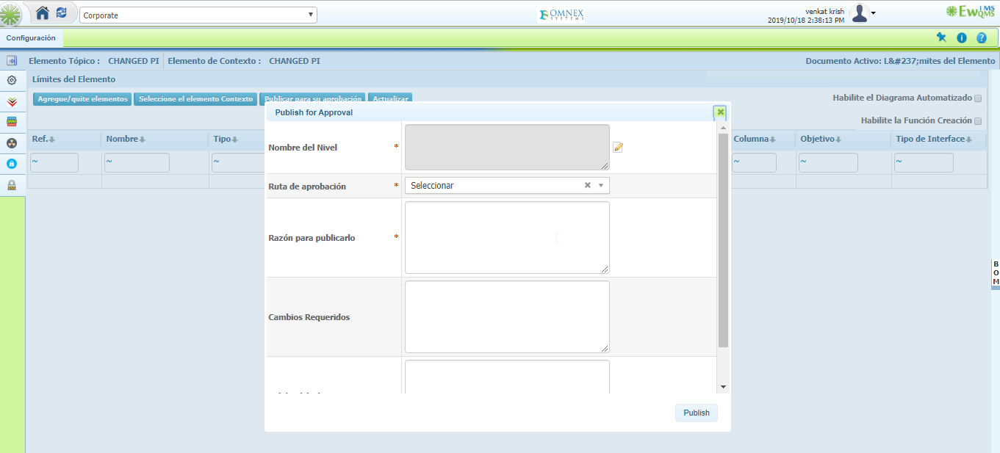 Corporate
OMNEX
SYSTEMS
venkat krish
2019/10/18 2:38:13 PM
EwIMS
QMS
Configuración
Elemento Tópico : CHANGED PI Elemento de Contexto : CHANGED PI Documento Activo: L&#237;mites del Elemento
Límites del Elemento
Agregue/quite elementos Seleccione el elemento Contexto Publicar para su aprobación Actualizar
Habilite el Diagrama Automatizado
Publish for Approval
Habilite la Función Creación
Ref. Nombre Tipo Columna Objetivo Tipo de Interface
~ ~ ~ ~ ~ ~
Nombre del Nivel *
Ruta de aprobación * Seleccionar
Razón para publicarlo *
Cambios Requeridos
BOM
Publish